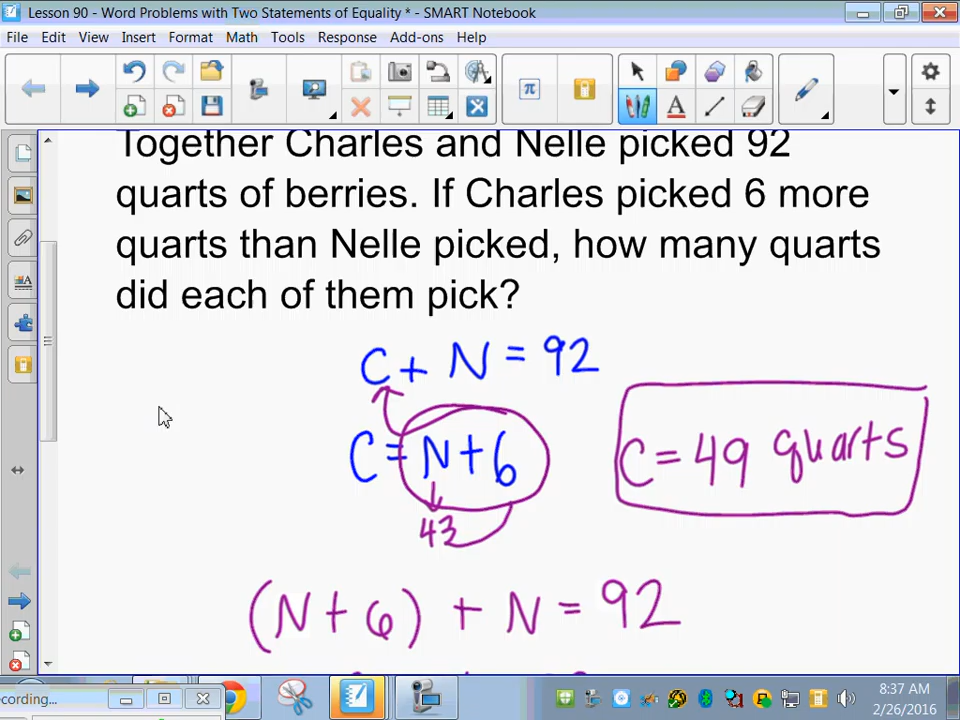 Lesson 90 - Word Problems with Two Statements of Equality * - SMART Notebook
File Edit View Insert Format Math Tools Response Add-ons Help
Together Charles and Nelle picked 92
quarts of berries. If Charles picked 6 more
quarts than Nelle picked, how many quarts
did each of them pick?
C + N = 92
C = N + 6
C = 49 quarts
43
(N + 6) + N = 92
ecording...
8:37 AM
2/26/2016